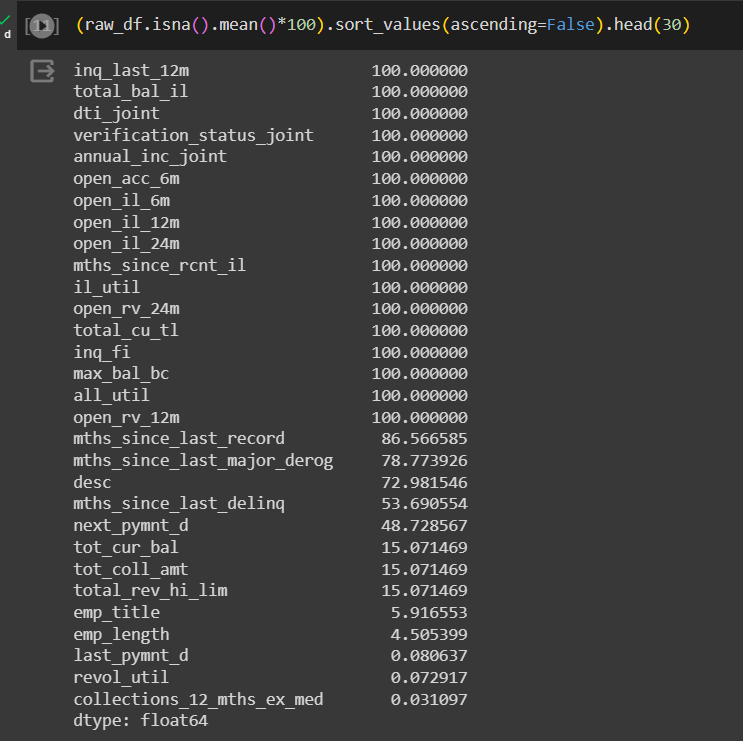 d
[11] (raw_df.isna().mean()*100).sort_values(ascending=False).head(30)
inq_last_12m 100.000000
total_bal_il 100.000000
dti_joint 100.000000
verification_status_joint 100.000000
annual_inc_joint 100.000000
open_acc_6m 100.000000
open_il_6m 100.000000
open_il_12m 100.000000
open_il_24m 100.000000
mths_since_rcnt_il 100.000000
il_util 100.000000
open_rv_24m 100.000000
total_cu_tl 100.000000
inq_fi 100.000000
max_bal_bc 100.000000
all_util 100.000000
open_rv_12m 100.000000
mths_since_last_record 86.566585
mths_since_last_major_derog 78.773926
desc 72.981546
mths_since_last_delinq 53.690554
next_pymnt_d 48.728567
tot_cur_bal 15.071469
tot_coll_amt 15.071469
total_rev_hi_lim 15.071469
emp_title 5.916553
emp_length 4.505399
last_pymnt_d 0.080637
revol_util 0.072917
collections_12_mths_ex_med 0.031097
dtype: float64